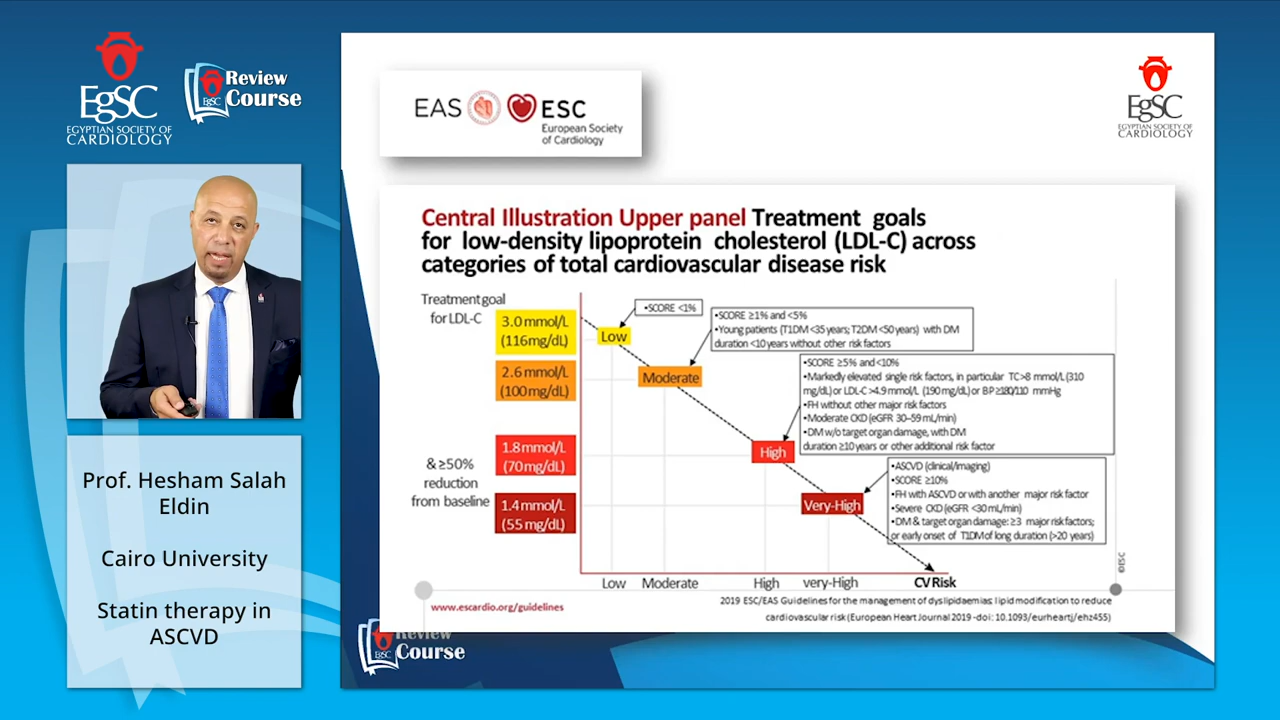 EgSC
EGYPTIAN SOCIETY OF
CARDIOLOGY
EgSC
Review
Course
Prof. Hesham Salah
Eldin
Cairo University
Statin therapy in
ASCVD
EAS
ESC
European Society
of Cardiology
EgSC
EGYPTIAN SOCIETY OF
CARDIOLOGY
Central Illustration Upper panel Treatment goals
for low-density lipoprotein cholesterol (LDL-C) across
categories of total cardiovascular disease risk
Treatment goal
for LDL-C
3.0 mmol/L
(116mg/dL)
2.6 mmol/L
(100mg/dL)
1.8 mmol/L
(70mg/dL)
1.4 mmol/L
(55 mg/dL)
& ≥50%
reduction
from baseline
Low
•SCORE <1%
Moderate
•SCORE ≥1% and <5%
•Young patients (T1DM <35 years; T2DM <50 years) with DM
duration <10 years without other risk factors
High
•SCORE ≥5% and <10%
•Markedly elevated single risk factors, in particular TC >8 mmol/L (310
mg/dL) or LDL-C >4.9 mmol/L (190 mg/dL) or BP ≥180/110 mmHg
•FH without other major risk factors
•Moderate CKD (eGFR 30–59 mL/min)
•DM w/o target organ damage, with DM
duration ≥10 years or other additional risk factor
Very-High
•ASCVD (clinical/imaging)
•SCORE ≥10%
•FH with ASCVD or with another major risk factor
•Severe CKD (eGFR <30 mL/min)
•DM & target organ damage: ≥3 major risk factors;
or early onset of T1DM of long duration (>20 years)
Low
Moderate
High
very-High
CV Risk
©ESC
www.escardio.org/guidelines
2019 ESC/EAS Guidelines for the management of dyslipidaemias: lipid modification to reduce
cardiovascular risk (European Heart Journal 2019 -doi: 10.1093/eurheartj/ehz455)
EgSC
Review
Course